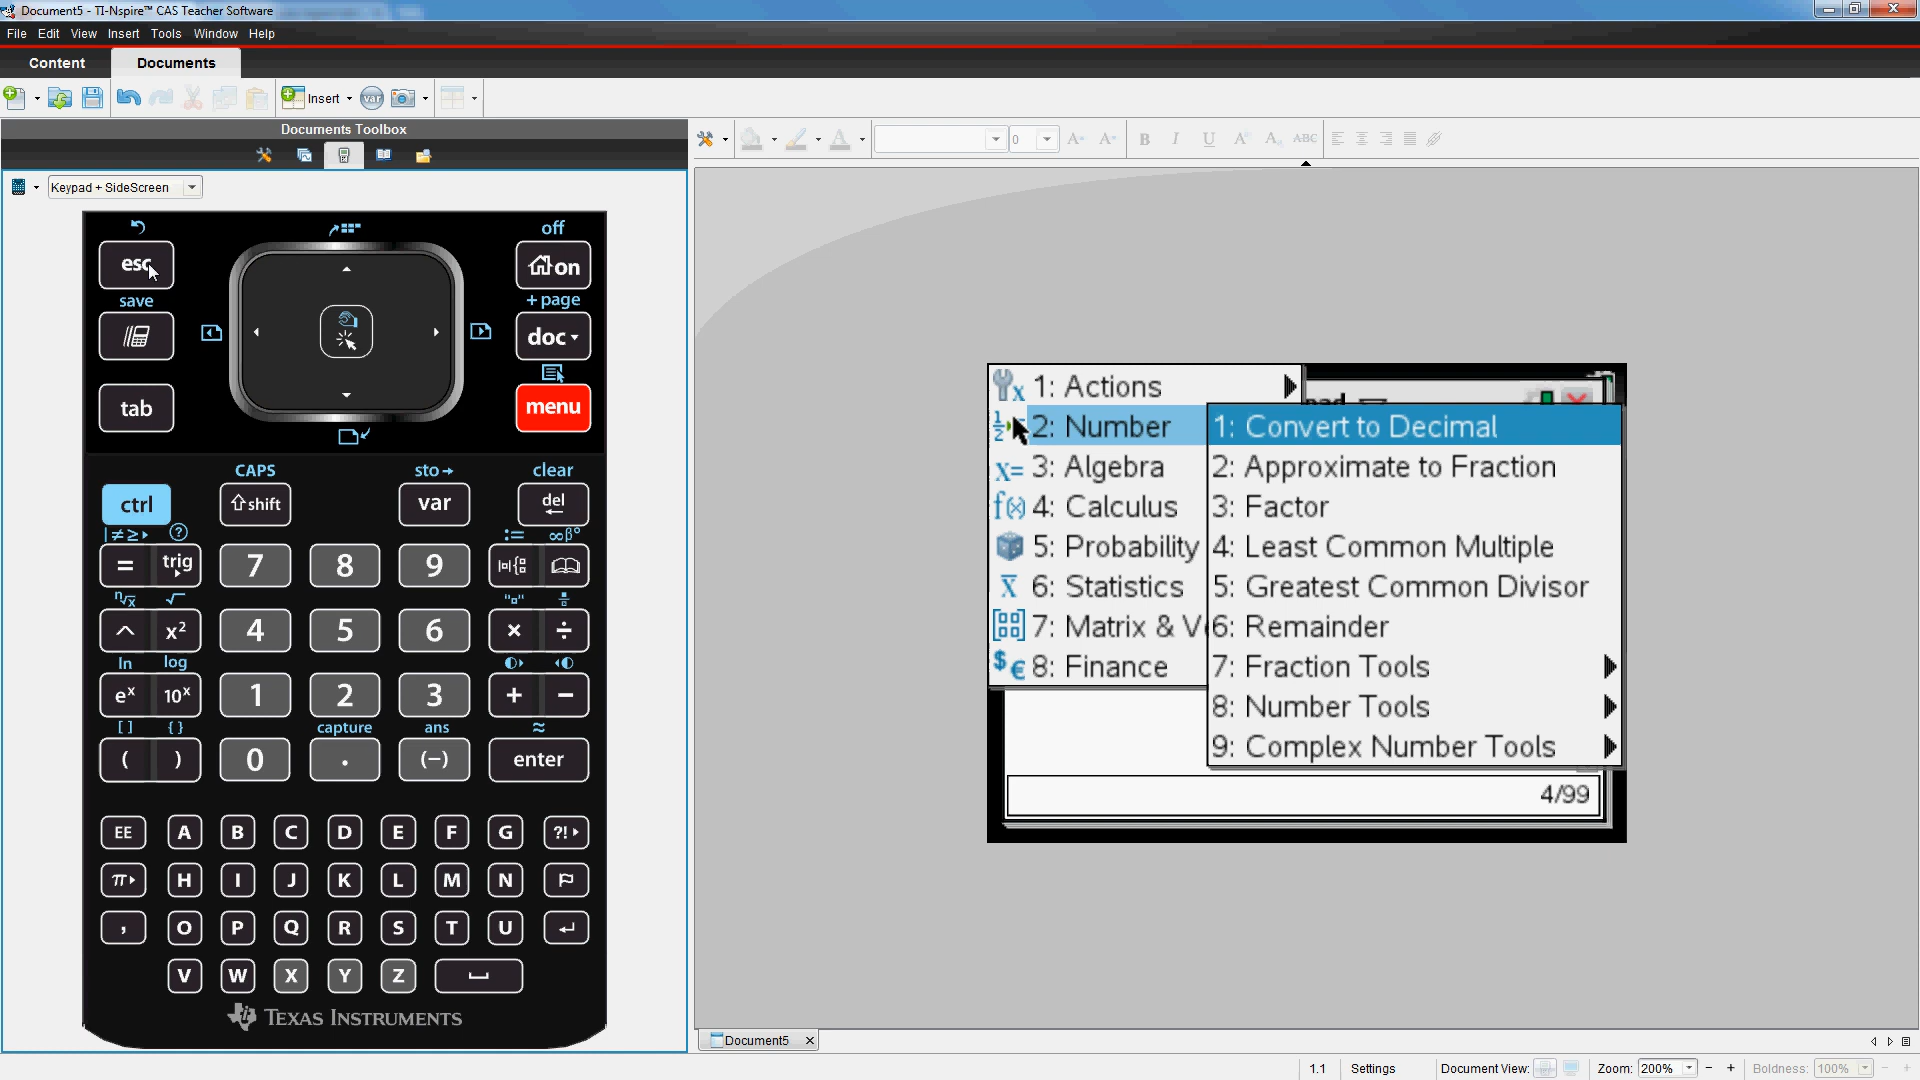 Document5 - TI-Nspire™ CAS Teacher Software
File Edit View Insert Tools Window Help
Content Documents
Insert var 0 B I U ABC
Documents Toolbox
Keypad + SideScreen
off
esc on
save + page
doc
tab menu
CAPS sto→ clear
ctrl shift var del
|≠≥▸ ? := ∞β°
= trig 7 8 9
ⁿ√x √ "▫"
^ x² 4 5 6 × ÷
ln log
eˣ 10ˣ 1 2 3 + −
[ ] { } capture ans ≈
( ) 0 . (−) enter
EE A B C D E F G ?!▸
π▸ H I J K L M N
, O P Q R S T U
V W X Y Z
TEXAS INSTRUMENTS
1: Actions
2: Number
3: Algebra
4: Calculus
5: Probability
6: Statistics
7: Matrix & V
8: Finance
1: Convert to Decimal
2: Approximate to Fraction
3: Factor
4: Least Common Multiple
5: Greatest Common Divisor
6: Remainder
7: Fraction Tools
8: Number Tools
9: Complex Number Tools
4/99
Document5
1.1 Settings Document View: Zoom: 200% − + Boldness: 100% − +